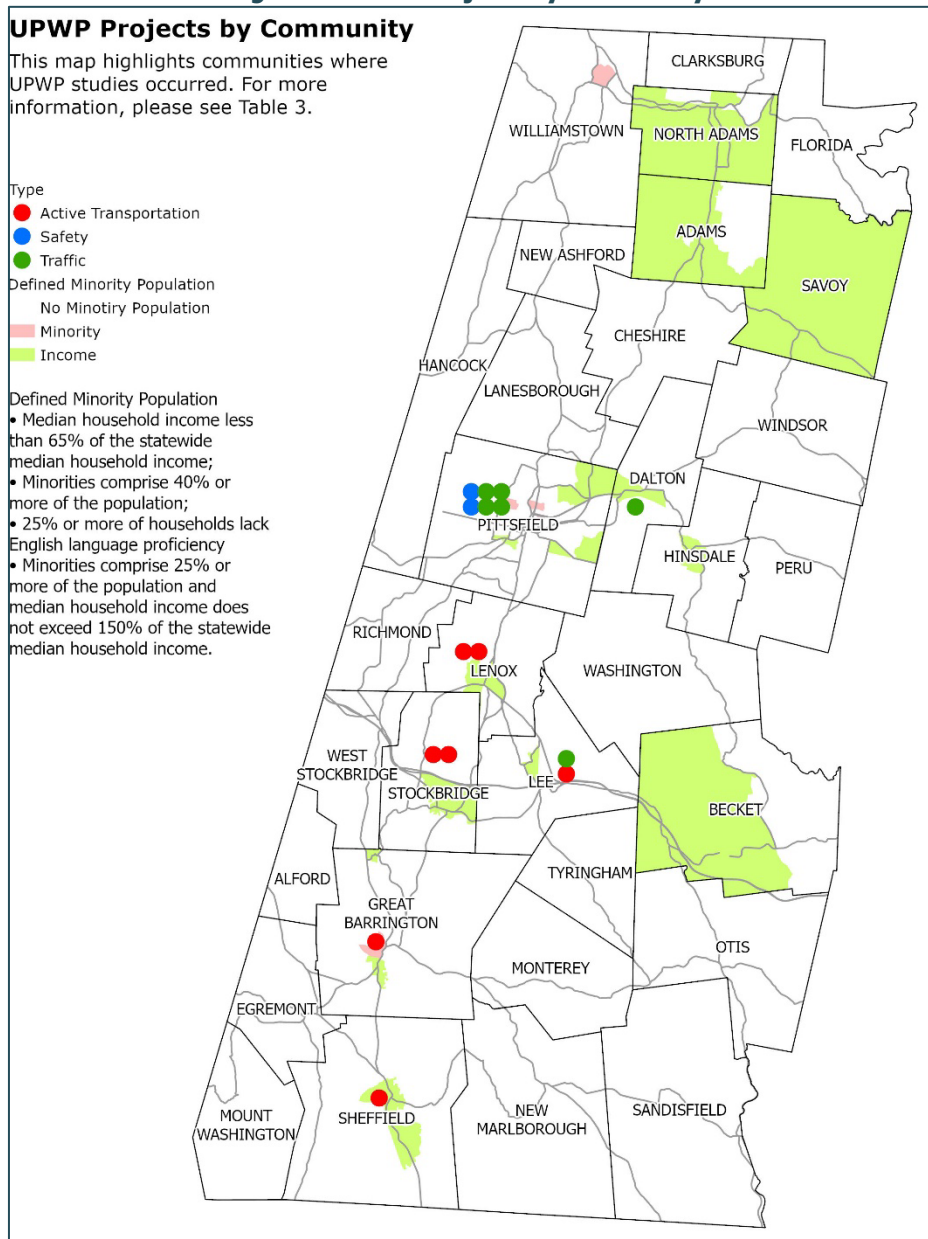 UPWP Projects by Community
This map highlights communities where
UPWP studies occurred. For more
information, please see Table 3.
Type
Active Transportation
Safety
Traffic
Defined Minority Population
No Minotiry Population
Minority
Income
Defined Minority Population
• Median household income less
than 65% of the statewide
median household income;
• Minorities comprise 40% or
more of the population;
• 25% or more of households lack
English language proficiency
• Minorities comprise 25% or
more of the population and
median household income does
not exceed 150% of the statewide
median household income.
CLARKSBURG
WILLIAMSTOWN
NORTH ADAMS
FLORIDA
ADAMS
NEW ASHFORD
SAVOY
CHESHIRE
HANCOCK
LANESBOROUGH
WINDSOR
DALTON
PITTSFIELD
HINSDALE
PERU
RICHMOND
LENOX
WASHINGTON
WEST
STOCKBRIDGE
STOCKBRIDGE
LEE
BECKET
ALFORD
TYRINGHAM
GREAT
BARRINGTON
OTIS
MONTEREY
EGREMONT
MOUNT
WASHINGTON
SHEFFIELD
NEW
MARLBOROUGH
SANDISFIELD